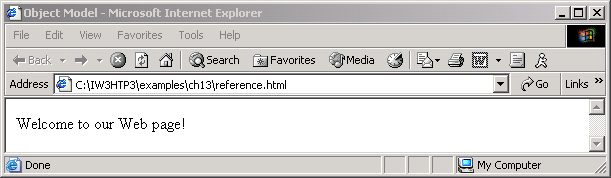 Object Model - Microsoft Internet Explorer
File Edit View Favorites Tools Help
Back Search Favorites Media
Address C:\IW3HTP3\examples\ch13\reference.html Go Links »
Welcome to our Web page!
Done My Computer